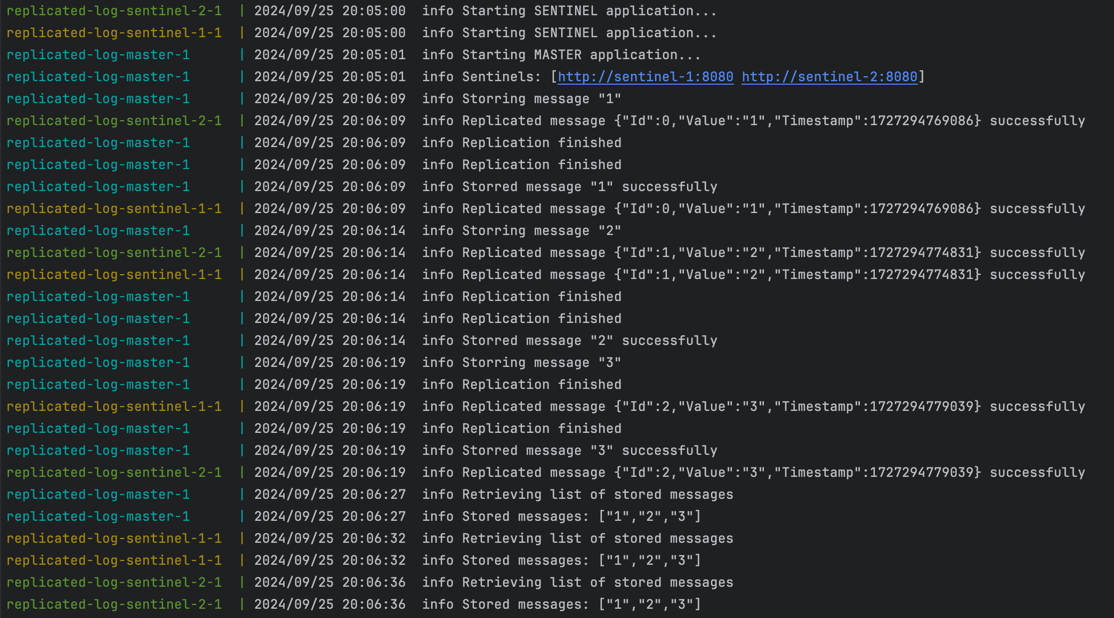 replicated-log-sentinel-2-1  | 2024/09/25 20:05:00  info Starting SENTINEL application...
replicated-log-sentinel-1-1  | 2024/09/25 20:05:00  info Starting SENTINEL application...
replicated-log-master-1      | 2024/09/25 20:05:01  info Starting MASTER application...
replicated-log-master-1      | 2024/09/25 20:05:01  info Sentinels: [http://sentinel-1:8080 http://sentinel-2:8080]
replicated-log-master-1      | 2024/09/25 20:06:09  info Storring message "1"
replicated-log-sentinel-2-1  | 2024/09/25 20:06:09  info Replicated message {"Id":0,"Value":"1","Timestamp":1727294769086} successfully
replicated-log-master-1      | 2024/09/25 20:06:09  info Replication finished
replicated-log-master-1      | 2024/09/25 20:06:09  info Replication finished
replicated-log-master-1      | 2024/09/25 20:06:09  info Storred message "1" successfully
replicated-log-sentinel-1-1  | 2024/09/25 20:06:09  info Replicated message {"Id":0,"Value":"1","Timestamp":1727294769086} successfully
replicated-log-master-1      | 2024/09/25 20:06:14  info Storring message "2"
replicated-log-sentinel-2-1  | 2024/09/25 20:06:14  info Replicated message {"Id":1,"Value":"2","Timestamp":1727294774831} successfully
replicated-log-sentinel-1-1  | 2024/09/25 20:06:14  info Replicated message {"Id":1,"Value":"2","Timestamp":1727294774831} successfully
replicated-log-master-1      | 2024/09/25 20:06:14  info Replication finished
replicated-log-master-1      | 2024/09/25 20:06:14  info Replication finished
replicated-log-master-1      | 2024/09/25 20:06:14  info Storred message "2" successfully
replicated-log-master-1      | 2024/09/25 20:06:19  info Storring message "3"
replicated-log-master-1      | 2024/09/25 20:06:19  info Replication finished
replicated-log-sentinel-1-1  | 2024/09/25 20:06:19  info Replicated message {"Id":2,"Value":"3","Timestamp":1727294779039} successfully
replicated-log-master-1      | 2024/09/25 20:06:19  info Replication finished
replicated-log-master-1      | 2024/09/25 20:06:19  info Storred message "3" successfully
replicated-log-sentinel-2-1  | 2024/09/25 20:06:19  info Replicated message {"Id":2,"Value":"3","Timestamp":1727294779039} successfully
replicated-log-master-1      | 2024/09/25 20:06:27  info Retrieving list of stored messages
replicated-log-master-1      | 2024/09/25 20:06:27  info Stored messages: ["1","2","3"]
replicated-log-sentinel-1-1  | 2024/09/25 20:06:32  info Retrieving list of stored messages
replicated-log-sentinel-1-1  | 2024/09/25 20:06:32  info Stored messages: ["1","2","3"]
replicated-log-sentinel-2-1  | 2024/09/25 20:06:36  info Retrieving list of stored messages
replicated-log-sentinel-2-1  | 2024/09/25 20:06:36  info Stored messages: ["1","2","3"]